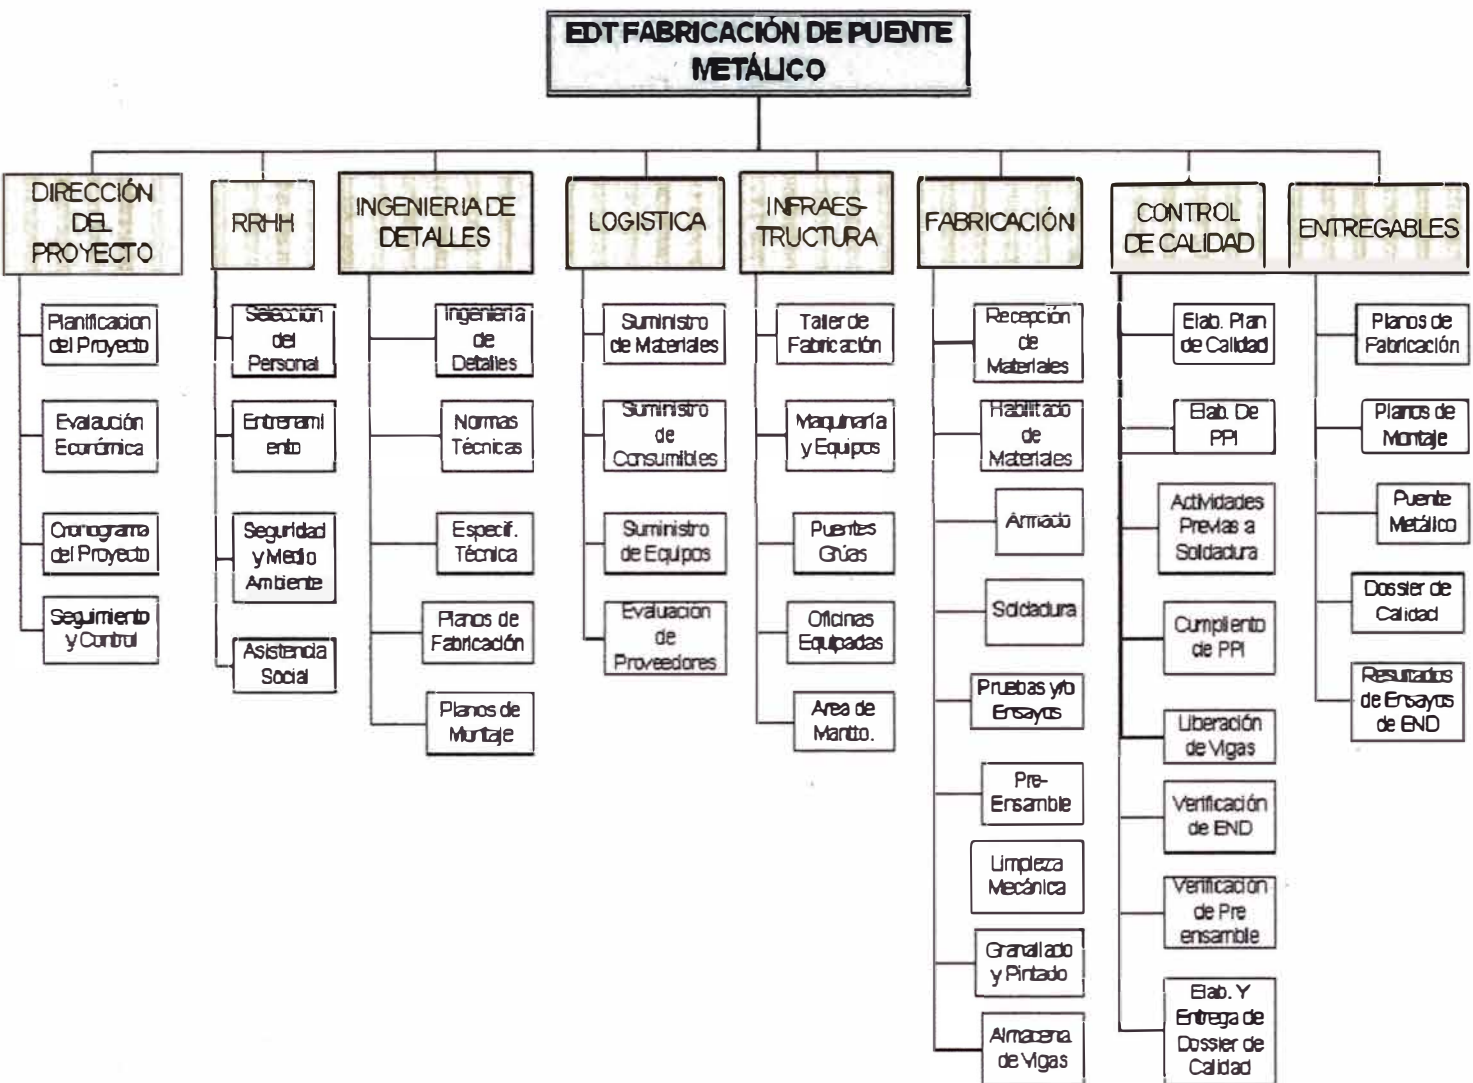 EDT FABRICACIÓN DE PUENTE
METÁLICO
DIRECCIÓN
DEL
PROYECTO
Planificacion
del Proyecto
Evalaución
Económica
Cronograma
del Proyecto
Seguimiento
y Control
RRHH
Selección
del
Personal
Entrenami
ento
Seguridad
y Medio
Ambiente
Asistencia
Social
INGENIERIA DE
DETALLES
Ingeniería
de
Detalles
Normas
Técnicas
Especif.
Técnica
Planos de
Fabricación
Planos de
Montaje
LOGISTICA
Suministro
de Materiales
Suministro
de
Consumibles
Suministro
de Equipos
Evaluación
de
Proveedores
INFRAES-
TRUCTURA
Taller de
Fabricación
Maquinaría
y Equipos
Puentes
Grúas
Oficinas
Equipadas
Area de
Mantto.
FABRICACIÓN
Recepción
de
Materiales
Habilitado
de
Materiales
Armado
Soldadura
Pruebas y/o
Ensayos
Pre-
Ensamble
Limpieza
Mecánica
Granallado
y Pintado
Almacena.
de Vigas
CONTROL
DE CALIDAD
Elab. Plan
de Calidad
Elab. De
PPI
Actividades
Previas a
Soldadura
Cumpliento
de PPI
Liberación
de Vigas
Verificación
de END
Verificación
de Pre
ensamble
Elab. Y
Entrega de
Dossier de
Calidad
ENTREGABLES
Planos de
Fabricación
Planos de
Montaje
Puente
Metálico
Dossier de
Calidad
Resultados
de Ensayos
de END